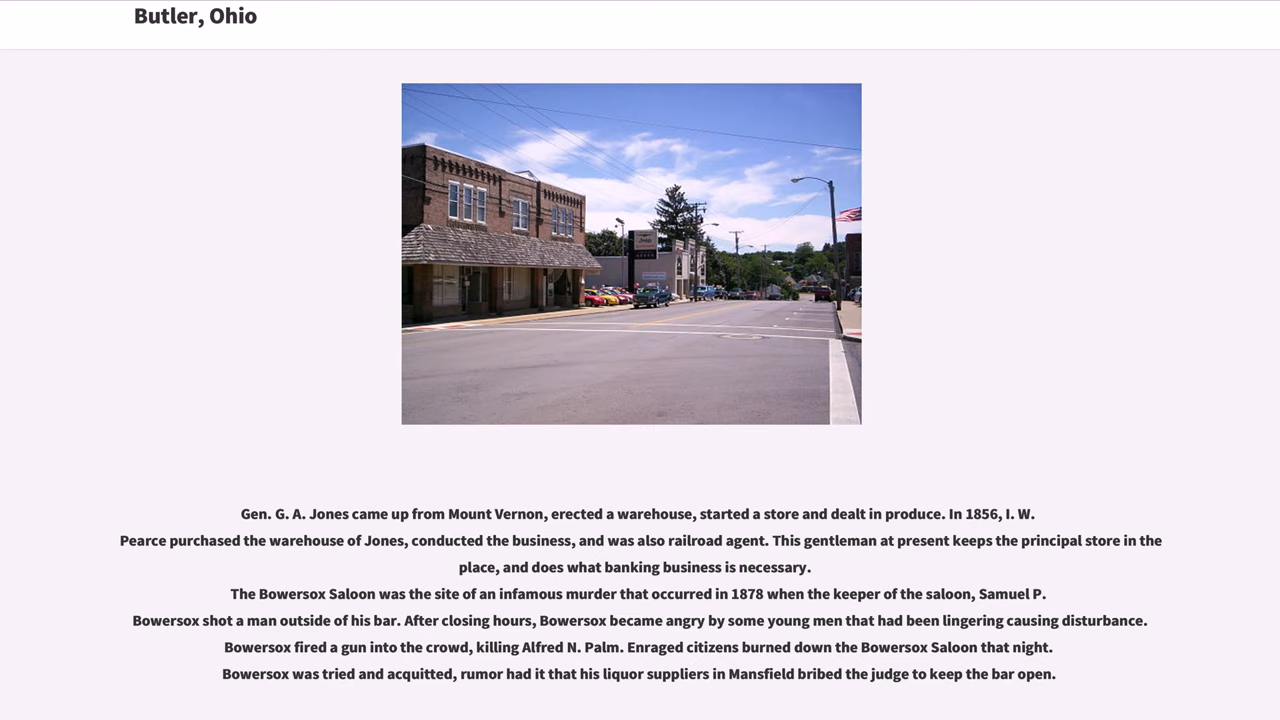 Butler, Ohio
Gen. G. A. Jones came up from Mount Vernon, erected a warehouse, started a store and dealt in produce. In 1856, I. W.
Pearce purchased the warehouse of Jones, conducted the business, and was also railroad agent. This gentleman at present keeps the principal store in the
place, and does what banking business is necessary.
The Bowersox Saloon was the site of an infamous murder that occurred in 1878 when the keeper of the saloon, Samuel P.
Bowersox shot a man outside of his bar. After closing hours, Bowersox became angry by some young men that had been lingering causing disturbance.
Bowersox fired a gun into the crowd, killing Alfred N. Palm. Enraged citizens burned down the Bowersox Saloon that night.
Bowersox was tried and acquitted, rumor had it that his liquor suppliers in Mansfield bribed the judge to keep the bar open.